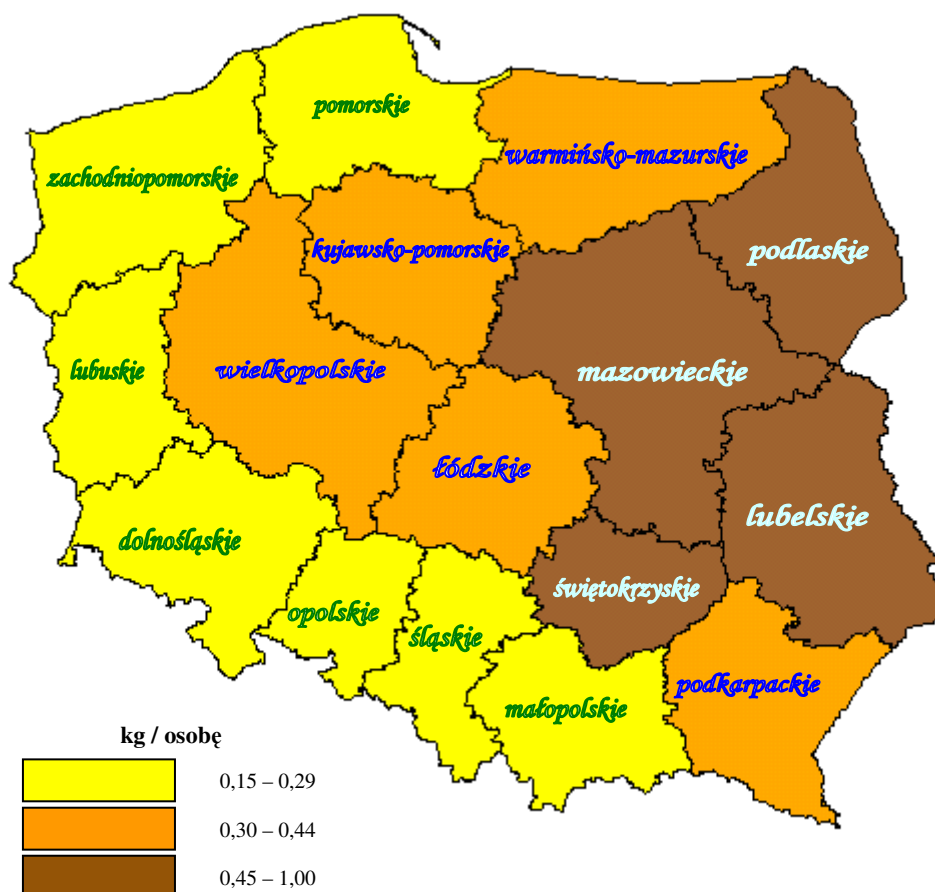 pomorskie
warmińsko-mazurskie
zachodniopomorskie
kujawsko-pomorskie
podlaskie
lubuskie
wielkopolskie
mazowieckie
łódzkie
lubelskie
dolnośląskie
świętokrzyskie
opolskie
śląskie
podkarpackie
małopolskie
kg / osobę
0,15 – 0,29
0,30 – 0,44
0,45 – 1,00